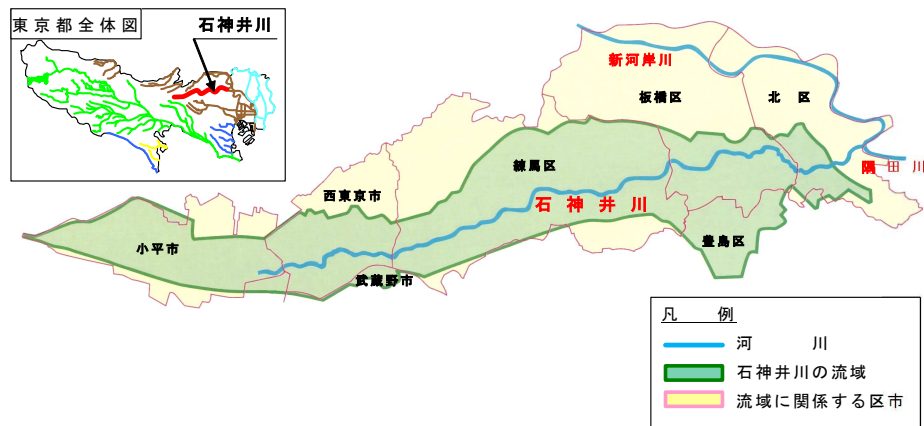 東京都全体図
石神井川
新河岸川
板橋区
北区
隅田川
練馬区
西東京市
石神井川
豊島区
小平市
武蔵野市
凡例
河川
石神井川の流域
流域に関係する区市